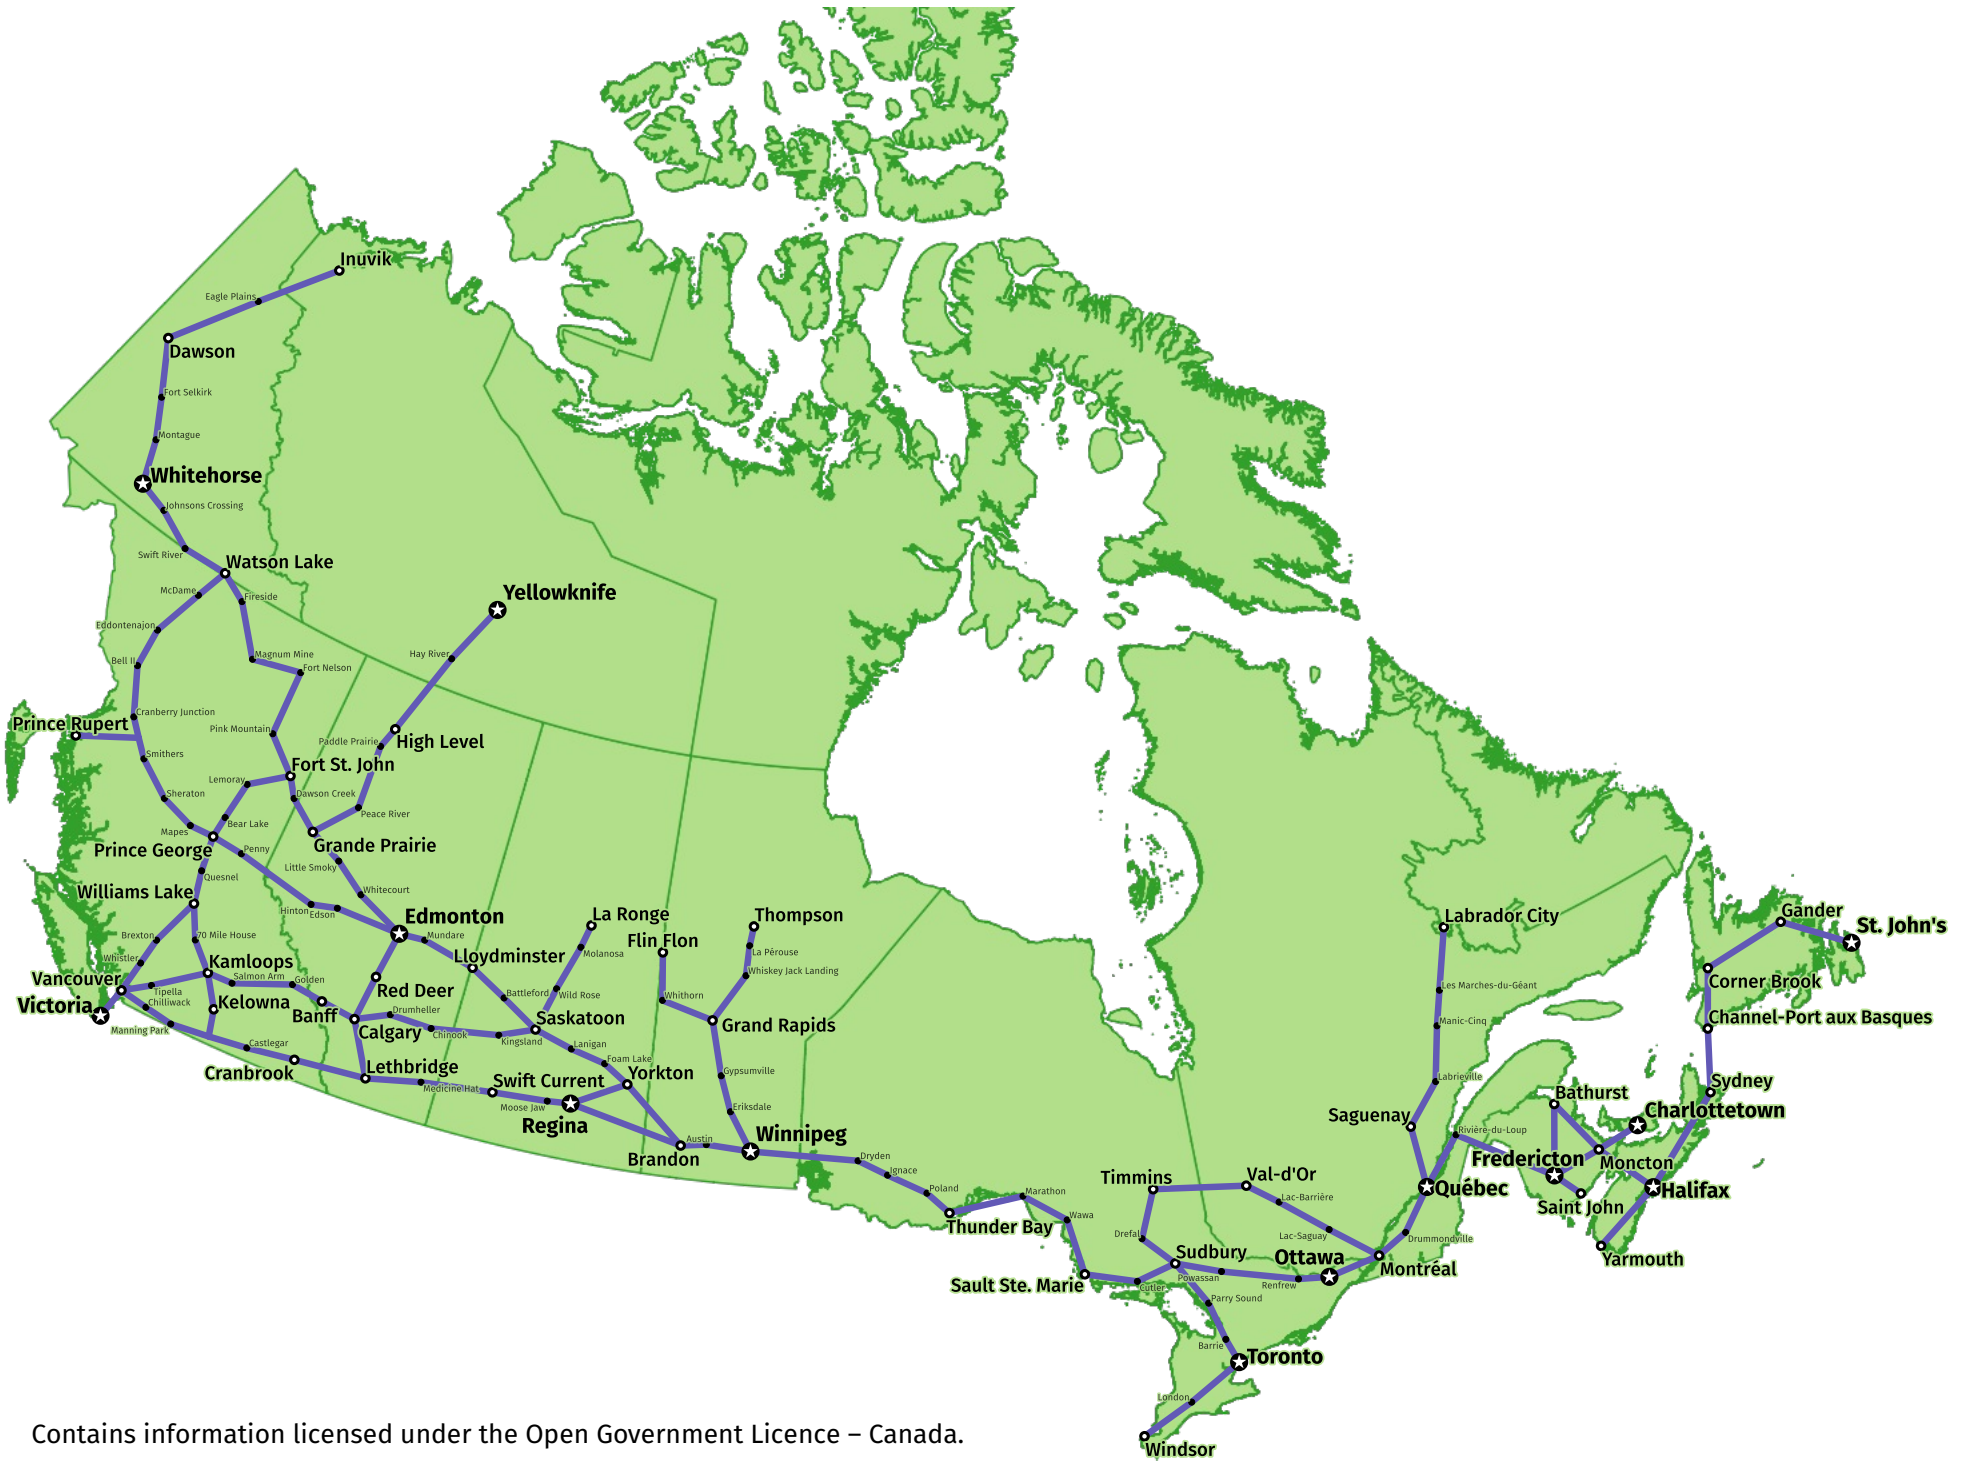 Inuvik
Eagle Plains
Dawson
Fort Selkirk
Montague
Whitehorse
Johnsons Crossing
Swift River
Watson Lake
McDame
Fireside
Yellowknife
Eddontenajon
Bell II
Magnum Mine
Fort Nelson
Hay River
Cranberry Junction
Prince Rupert
Pink Mountain
Paddle Prairie
High Level
Smithers
Fort St. John
Lemoray
Sheraton
Dawson Creek
Peace River
Bear Lake
Mapes
Prince George
Penny
Grande Prairie
Little Smoky
Quesnel
Williams Lake
Whitecourt
Hinton
Edson
Edmonton
Mundare
La Ronge
Thompson
Labrador City
Gander
St. John's
Brexton
70 Mile House
Flin Flon
La Pérouse
Molanosa
Whistler
Kamloops
Lloydminster
Whiskey Jack Landing
Vancouver
Salmon Arm
Golden
Red Deer
Corner Brook
Les Marches-du-Géant
Tipella
Battleford
Wild Rose
Whithorn
Victoria
Chilliwack
Kelowna
Banff
Drumheller
Saskatoon
Grand Rapids
Channel-Port aux Basques
Manic-Cinq
Manning Park
Calgary
Chinook
Kingsland
Castlegar
Lanigan
Foam Lake
Cranbrook
Lethbridge
Medicine Hat
Swift Current
Yorkton
Gypsumville
Labrieville
Sydney
Bathurst
Moose Jaw
Regina
Eriksdale
Saguenay
Charlottetown
Rivière-du-Loup
Austin
Winnipeg
Brandon
Dryden
Ignace
Fredericton
Moncton
Timmins
Val-d'Or
Québec
Halifax
Poland
Marathon
Lac-Barrière
Saint John
Thunder Bay
Wawa
Drefal
Lac-Saguay
Drummondville
Sudbury
Ottawa
Montréal
Yarmouth
Sault Ste. Marie
Cutler
Powassan
Renfrew
Parry Sound
Barrie
Toronto
London
Windsor
Contains information licensed under the Open Government Licence – Canada.